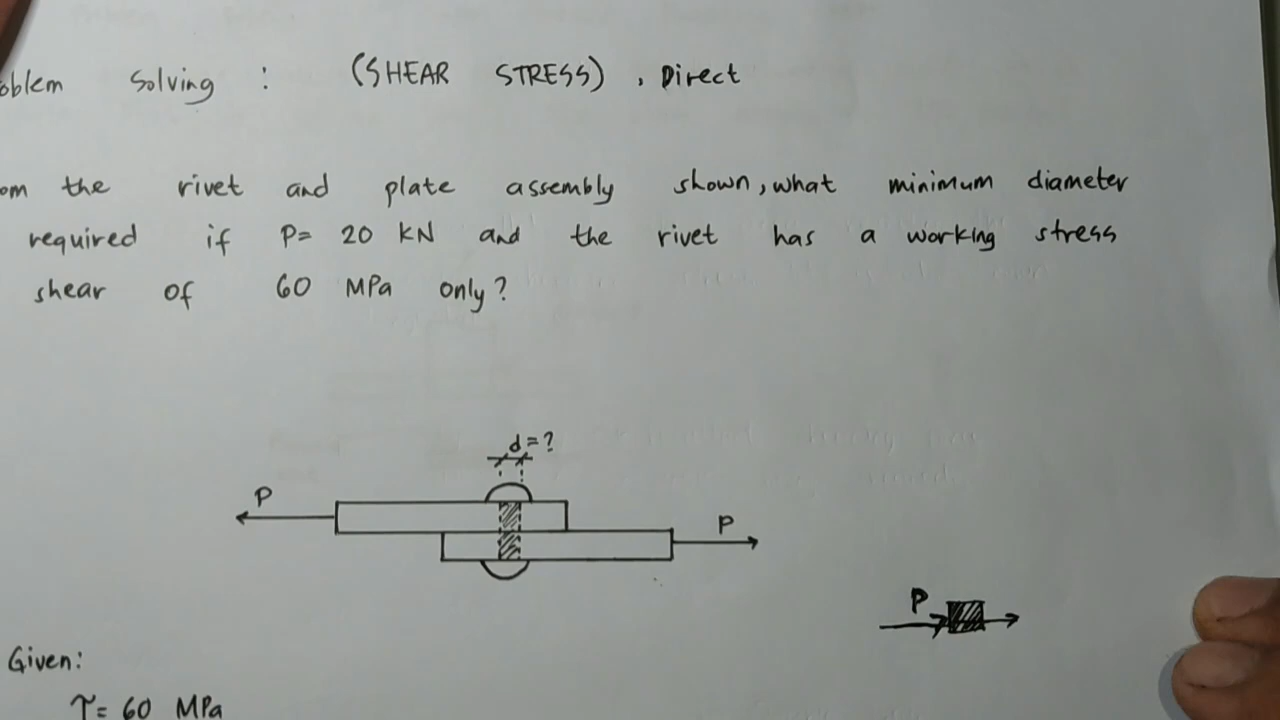 oblem Solving : (SHEAR STRESS) , Direct
om the rivet and plate assembly shown, what minimum diameter
required if P= 20 KN and the rivet has a working stress
shear of 60 MPa only?
d=?
P
P
P
Given:
τ= 60 MPa